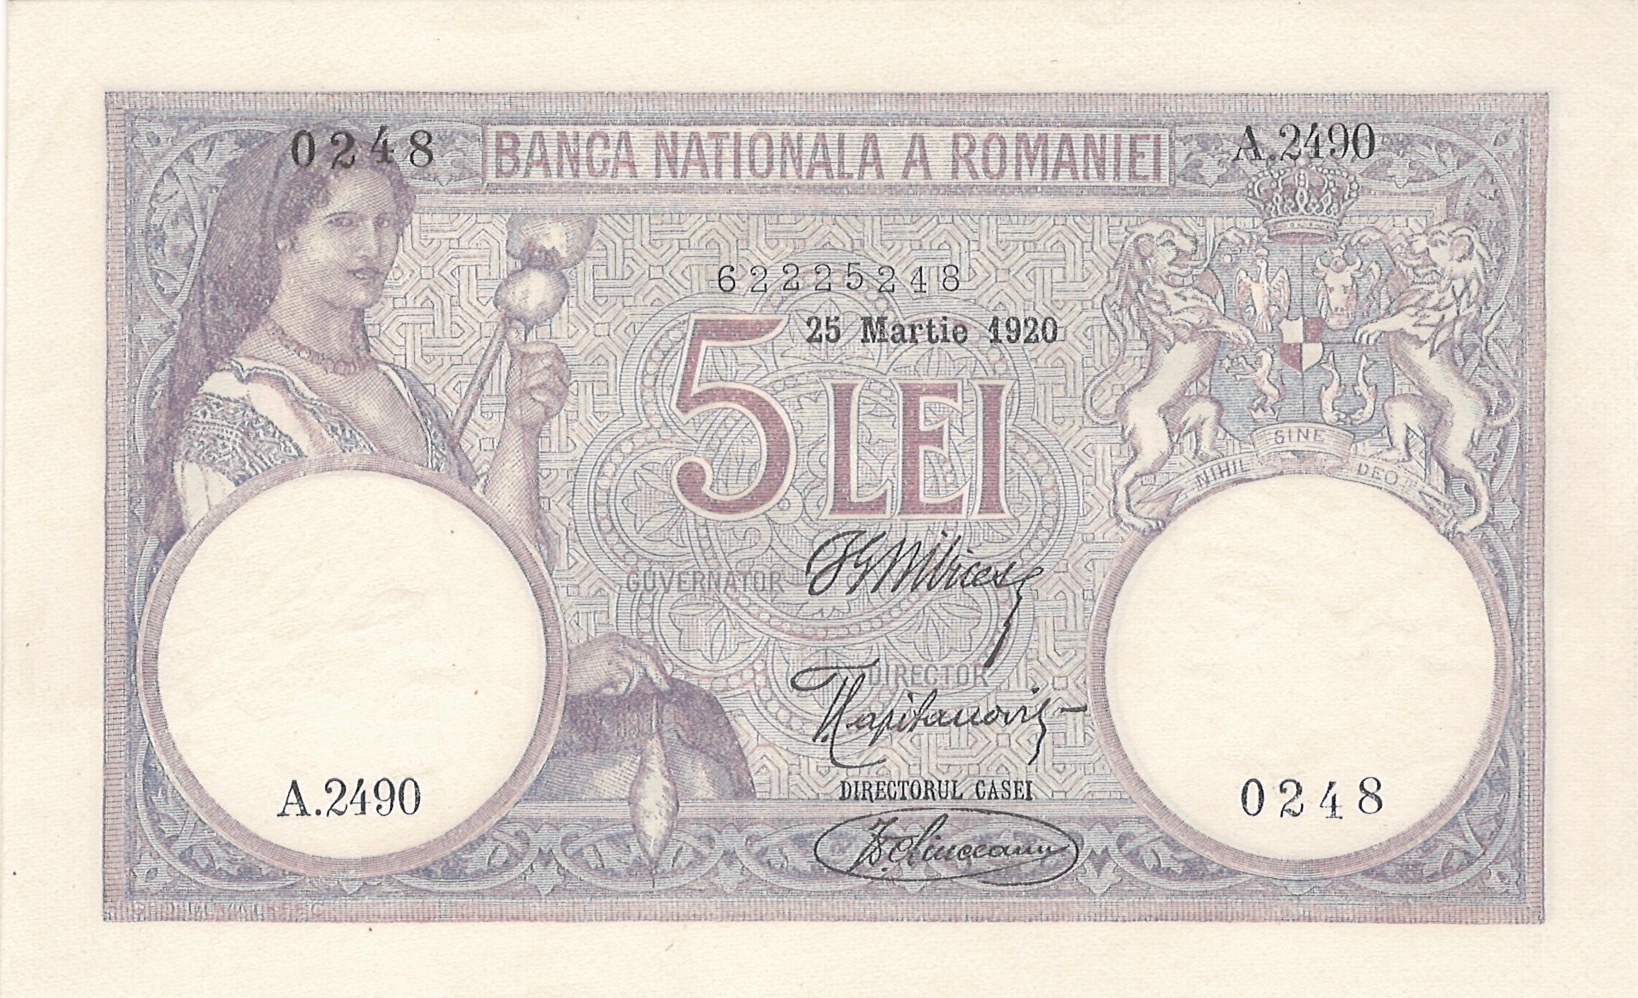 0248
BANCA NATIONALA A ROMANIEI
A.2490
62225248
25 Martie 1920
5 LEI
NIHIL SINE DEO
GUVERNATOR
DIRECTOR
DIRECTORUL CASEI
A.2490
0248